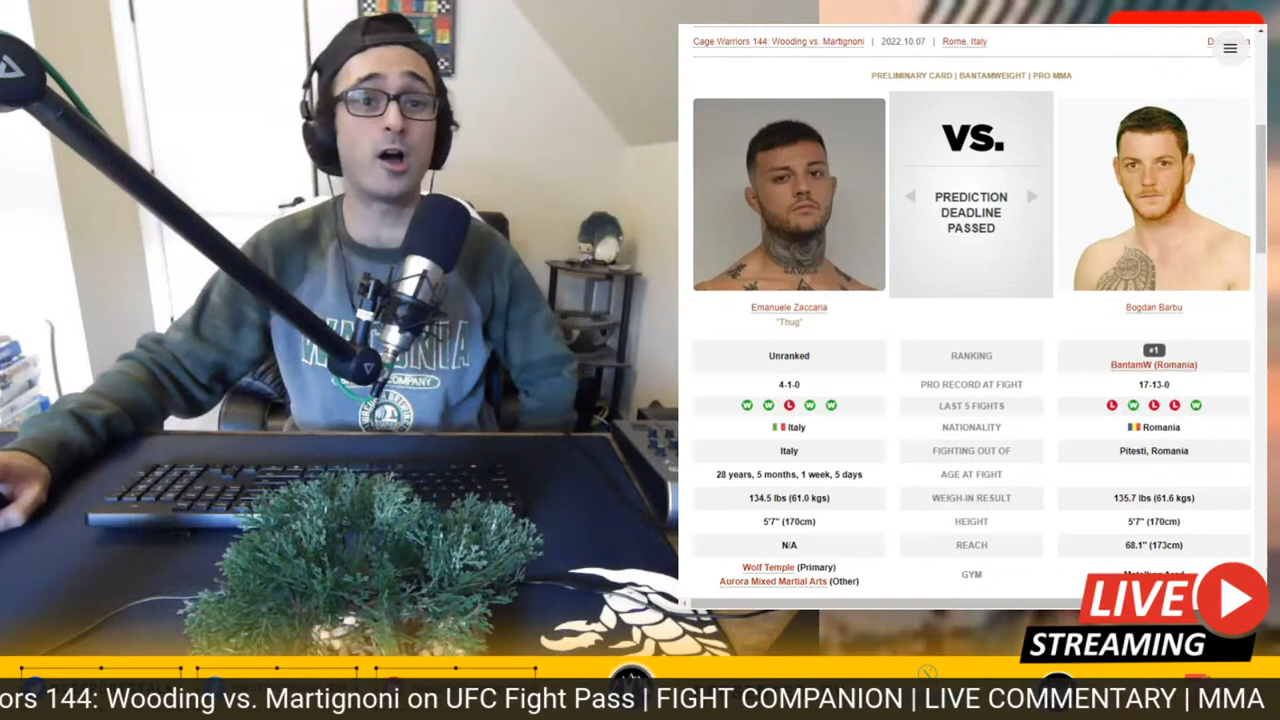 Cage Warriors 144: Wooding vs. Martignoni | 2022.10.07 | Rome, Italy
PRELIMINARY CARD | BANTAMWEIGHT | PRO MMA
VS.
PREDICTION
DEADLINE
PASSED
SAVAGE
Emanuele Zaccaria
"Thug"
Bogdan Barbu
Unranked RANKING #1
BantamW (Romania)
4-1-0 PRO RECORD AT FIGHT 17-13-0
W W L W W LAST 5 FIGHTS L W L L W
Italy NATIONALITY Romania
Italy FIGHTING OUT OF Pitesti, Romania
28 years, 5 months, 1 week, 5 days AGE AT FIGHT
134.5 lbs (61.0 kgs) WEIGH-IN RESULT 135.7 lbs (61.6 kgs)
5'7" (170cm) HEIGHT 5'7" (170cm)
N/A REACH 68.1" (173cm)
Wolf Temple (Primary)
Aurora Mixed Martial Arts (Other)
GYM
LIVE
STREAMING
ors 144: Wooding vs. Martignoni on UFC Fight Pass | FIGHT COMPANION | LIVE COMMENTARY | MMA